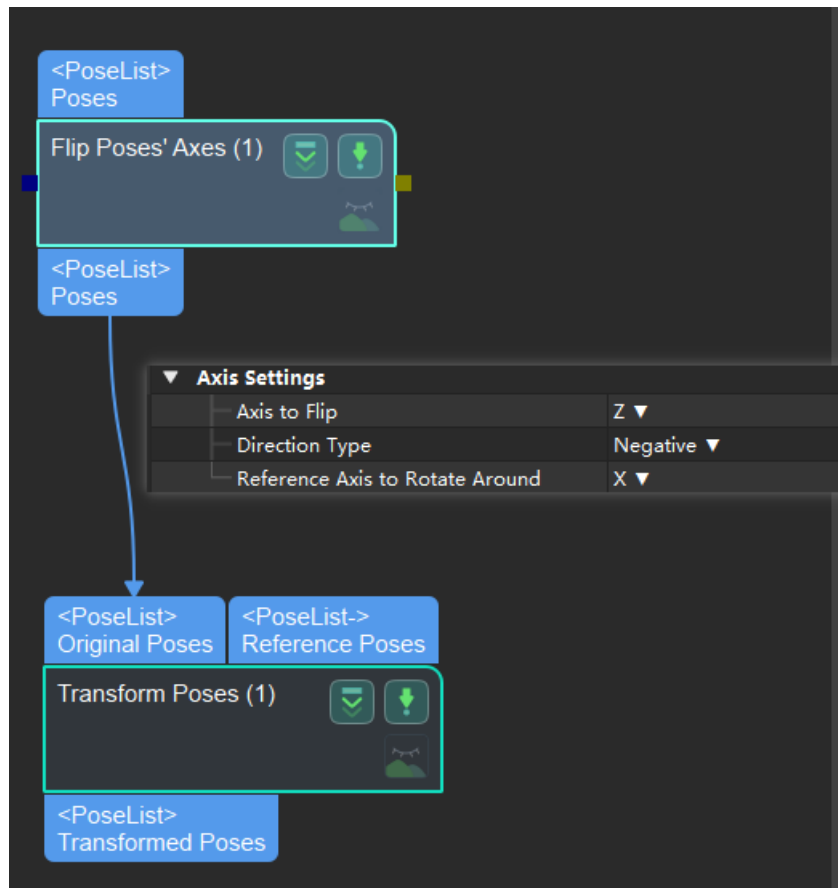 <PoseList>
Poses
Flip Poses' Axes (1)
<PoseList>
Poses
▼ Axis Settings
Axis to Flip Z ▼
Direction Type Negative ▼
Reference Axis to Rotate Around X ▼
<PoseList> <PoseList->
Original Poses Reference Poses
Transform Poses (1)
<PoseList>
Transformed Poses